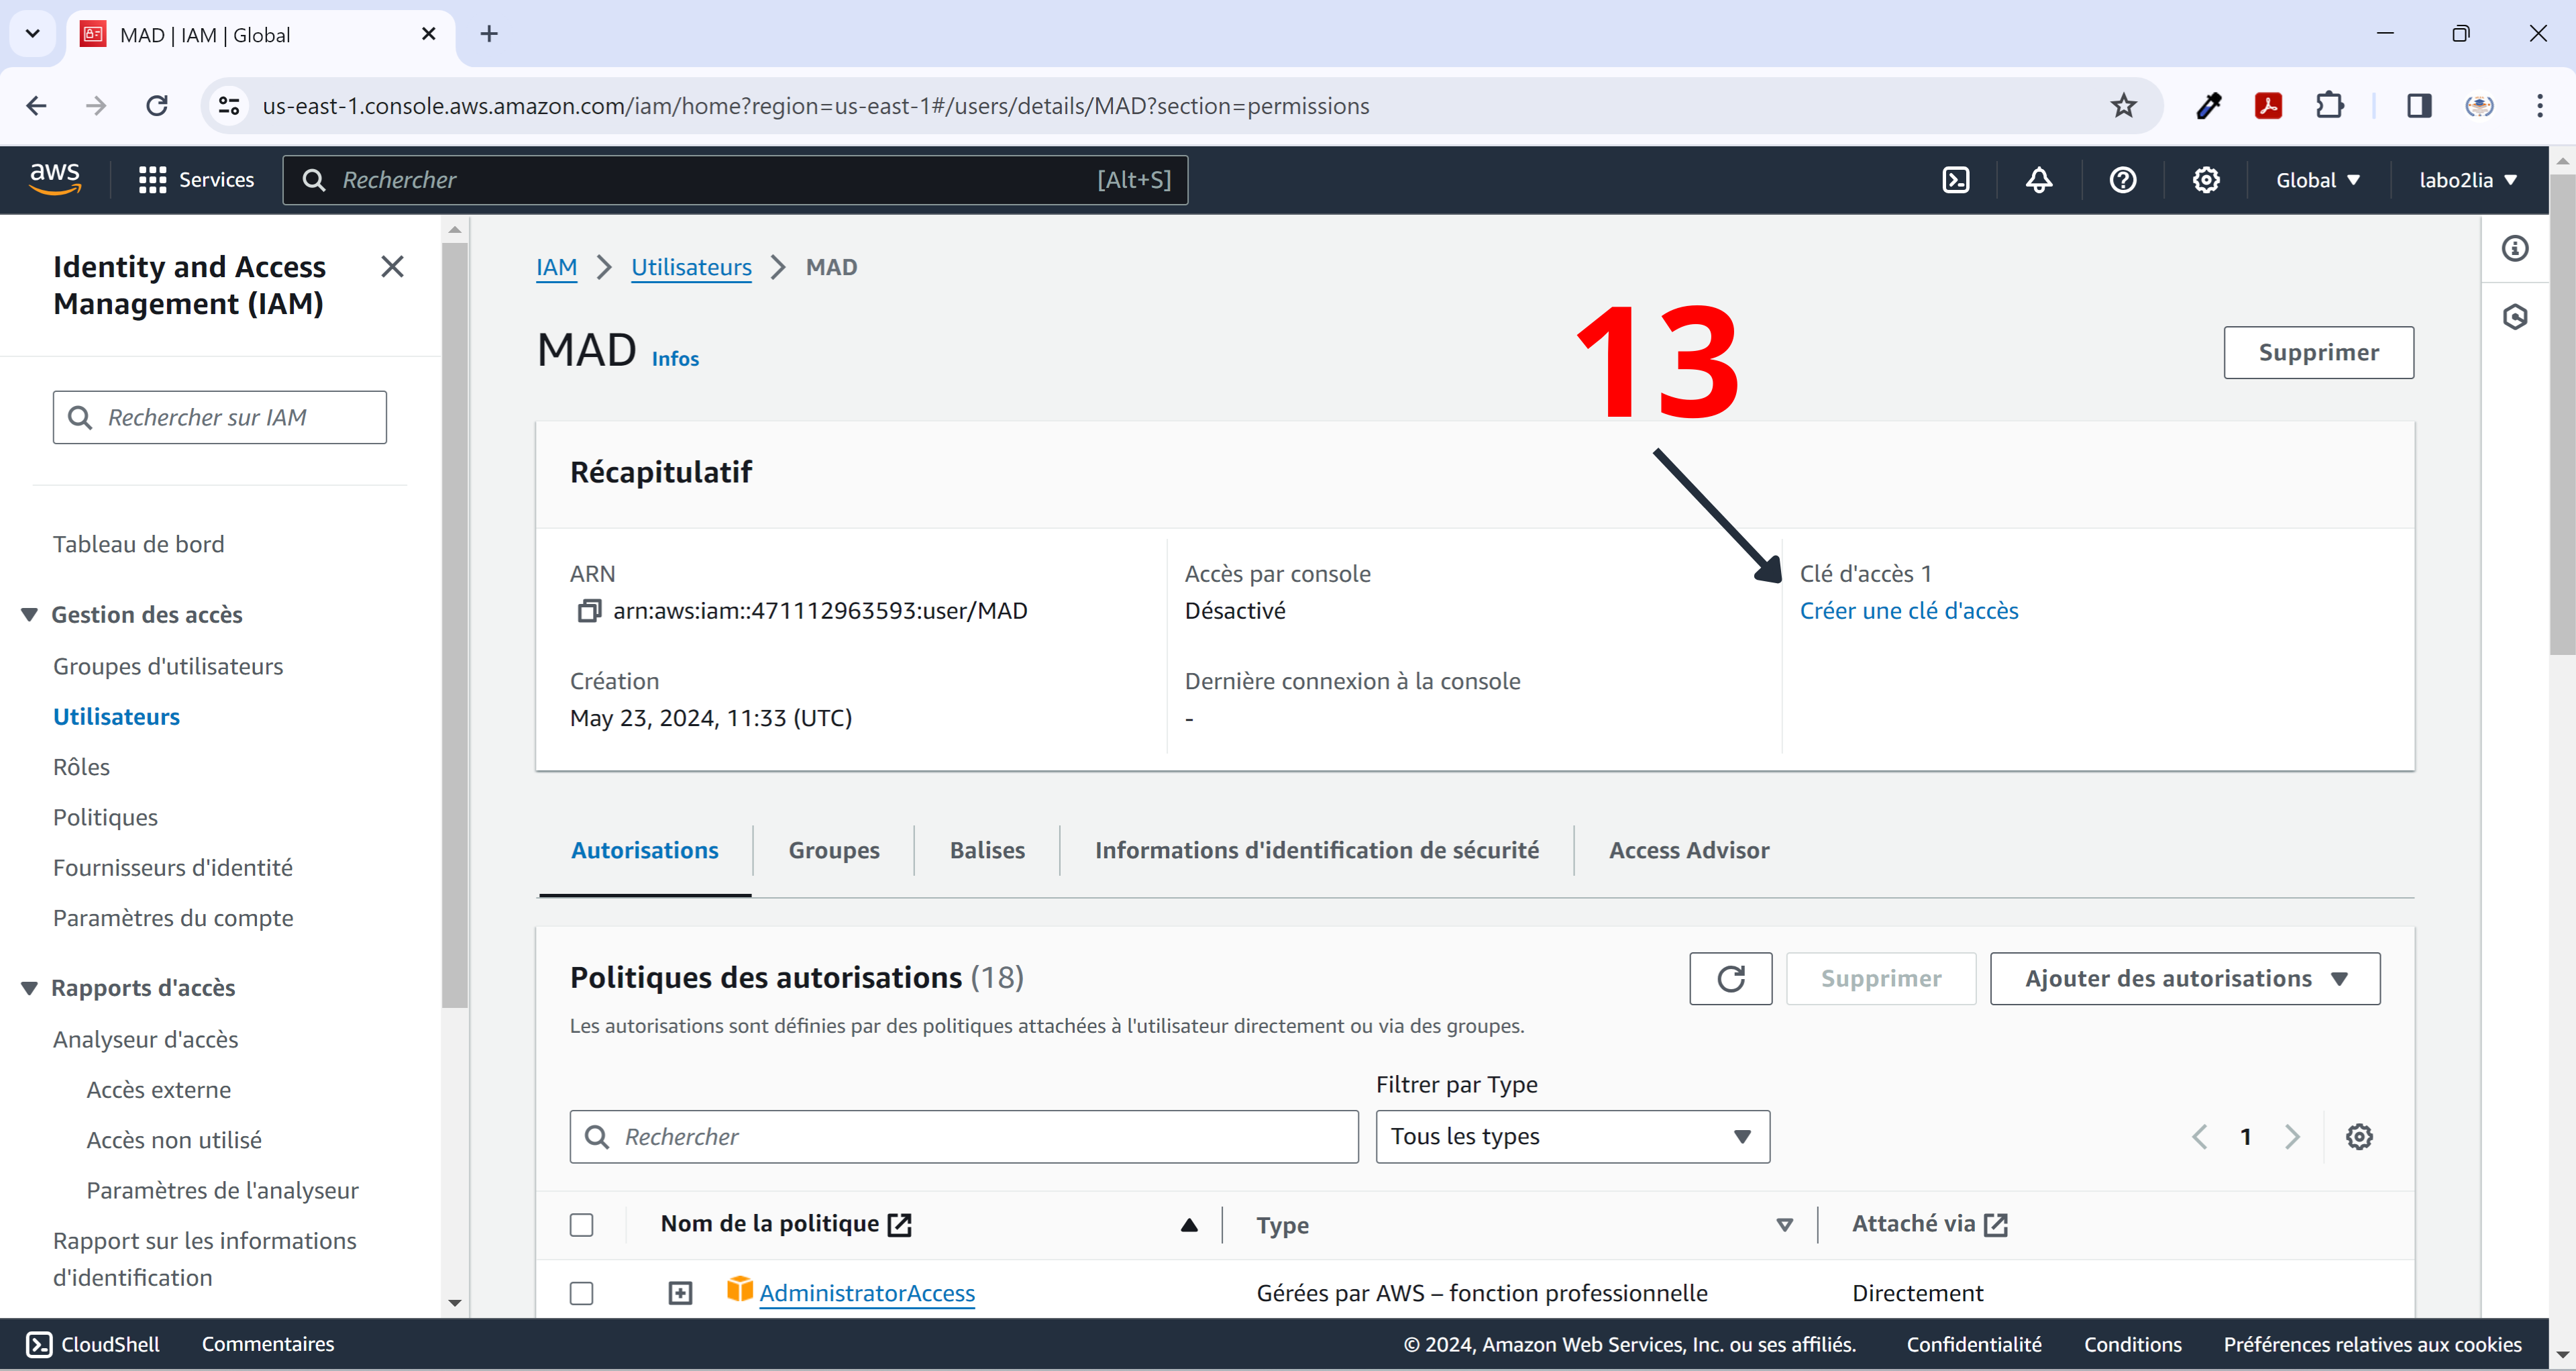 MAD | IAM | Global
us-east-1.console.aws.amazon.com/iam/home?region=us-east-1#/users/details/MAD?section=permissions
aws
Services
Rechercher
[Alt+S]
Global
labo2lia
Identity and Access
Management (IAM)
Rechercher sur IAM
Tableau de bord
Gestion des accès
Groupes d'utilisateurs
Utilisateurs
Rôles
Politiques
Fournisseurs d'identité
Paramètres du compte
Rapports d'accès
Analyseur d'accès
Accès externe
Accès non utilisé
Paramètres de l'analyseur
Rapport sur les informations
d'identification
IAM > Utilisateurs > MAD
MAD Infos
13
Supprimer
Récapitulatif
ARN
arn:aws:iam::471112963593:user/MAD
Création
May 23, 2024, 11:33 (UTC)
Accès par console
Désactivé
Dernière connexion à la console
-
Clé d'accès 1
Créer une clé d'accès
Autorisations
Groupes
Balises
Informations d'identification de sécurité
Access Advisor
Politiques des autorisations (18)
Supprimer
Ajouter des autorisations
Les autorisations sont définies par des politiques attachées à l'utilisateur directement ou via des groupes.
Filtrer par Type
Rechercher
Tous les types
1
Nom de la politique
Type
Attaché via
AdministratorAccess
Gérées par AWS – fonction professionnelle
Directement
CloudShell
Commentaires
© 2024, Amazon Web Services, Inc. ou ses affiliés.
Confidentialité
Conditions
Préférences relatives aux cookies